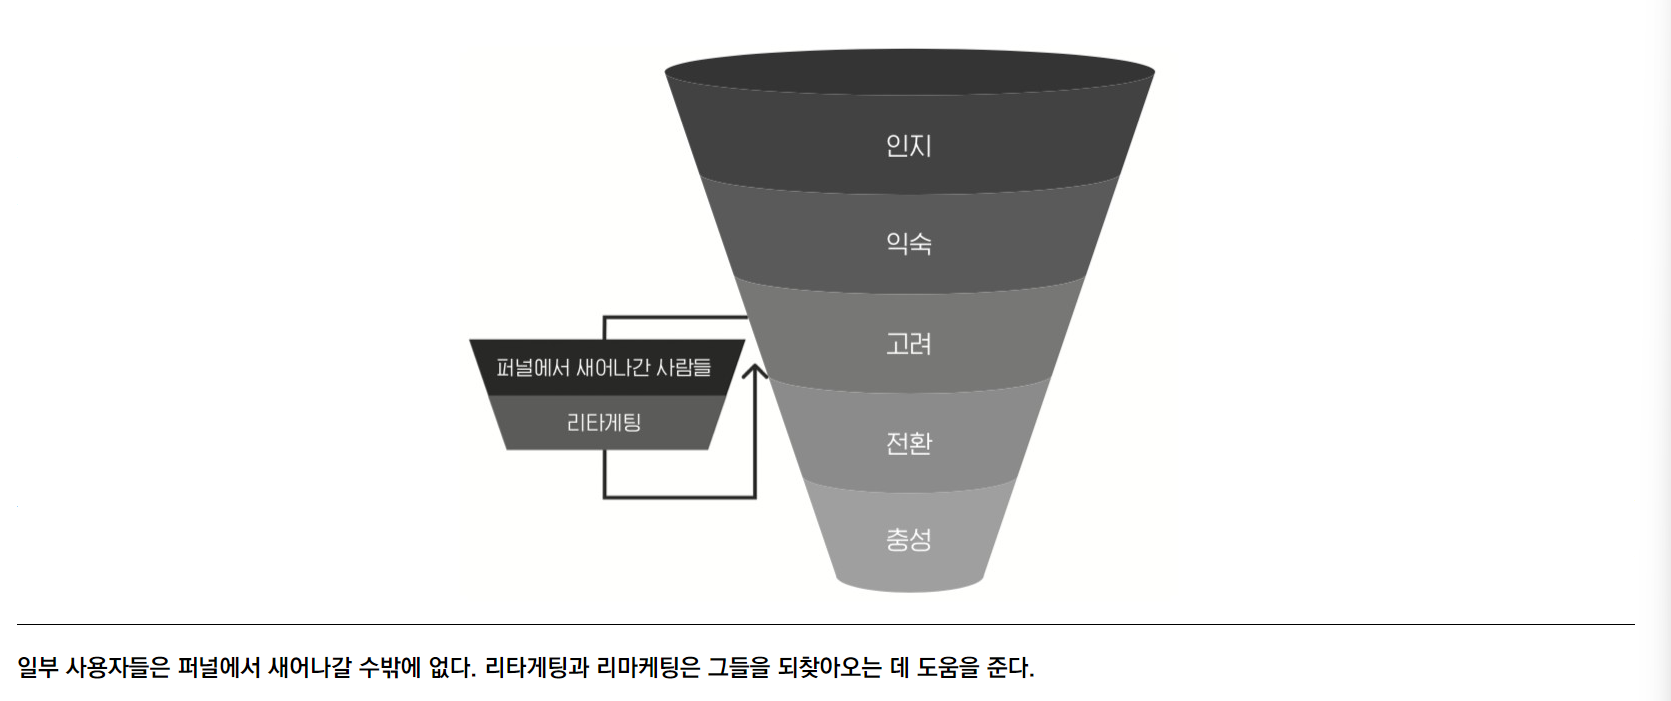 인지
익숙
고려
퍼널에서 새어나간 사람들
리타게팅
전환
충성
일부 사용자들은 퍼널에서 새어나갈 수밖에 없다. 리타게팅과 리마케팅은 그들을 되찾아오는 데 도움을 준다.